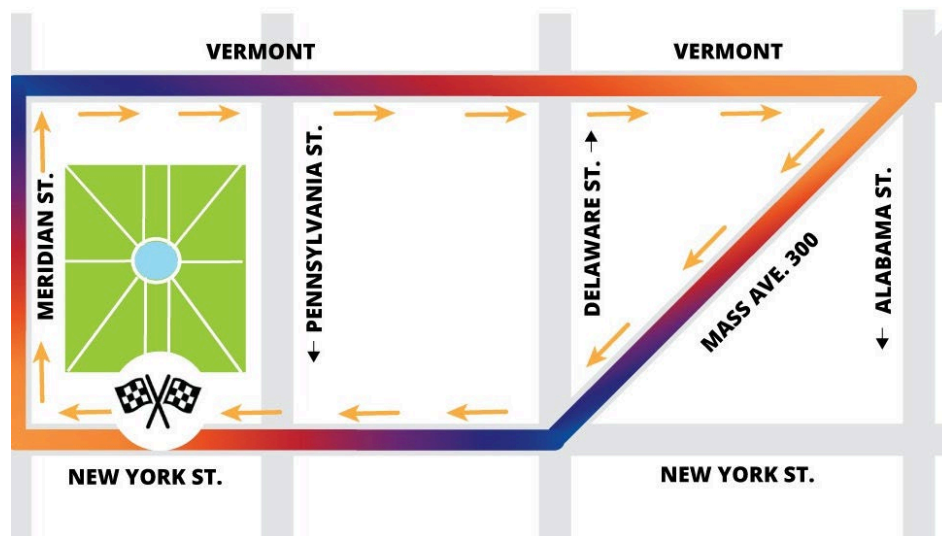 VERMONT
VERMONT
MERIDIAN ST.
← PENNSYLVANIA ST.
DELAWARE ST. →
MASS AVE. 300
← ALABAMA ST.
NEW YORK ST.
NEW YORK ST.